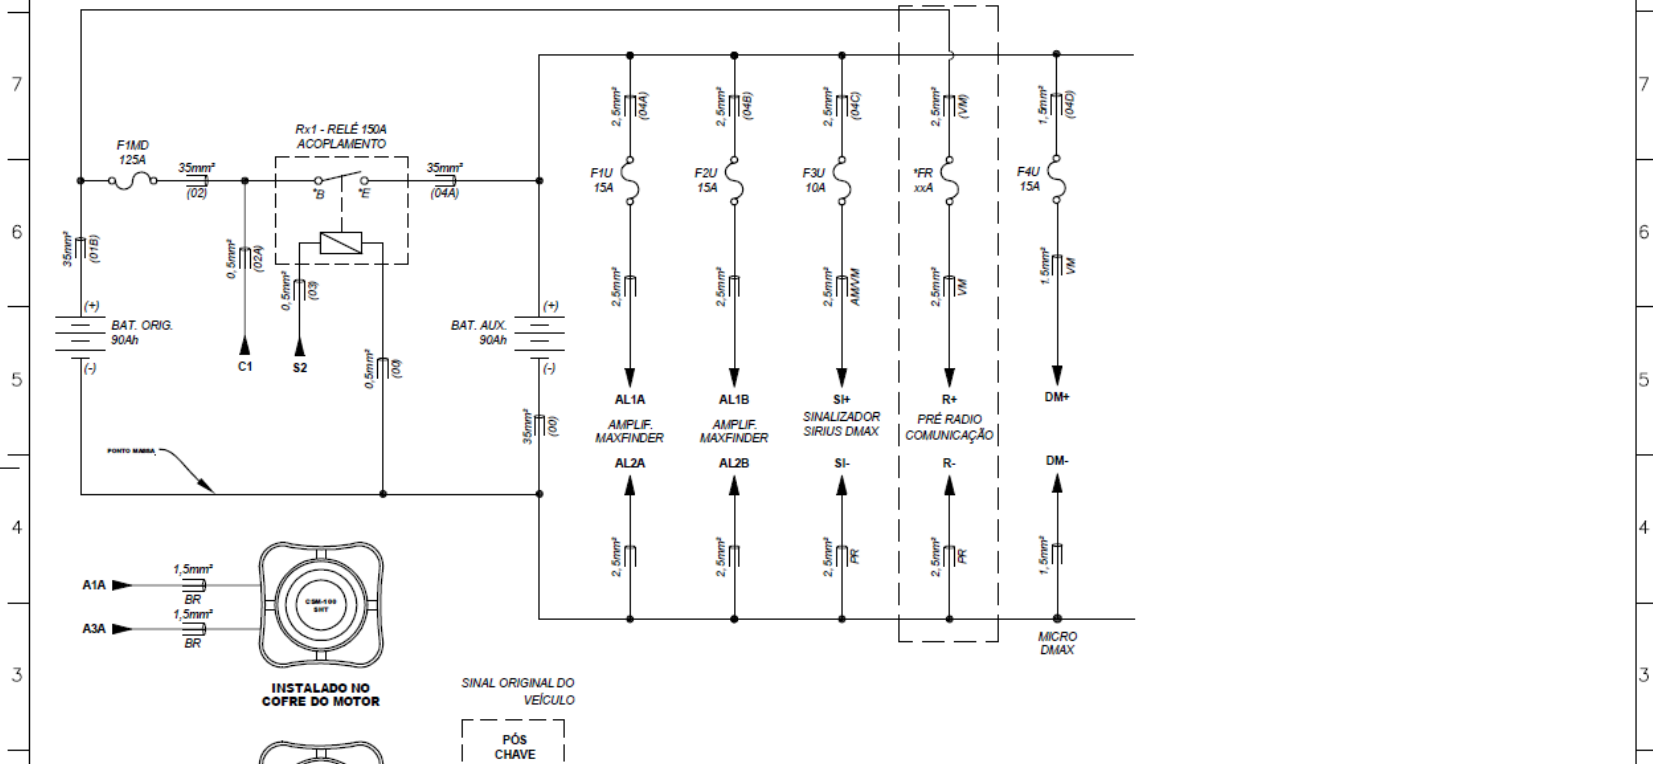 7
7
6
6
5
5
4
4
3
3
F1MD
125A
35mm²
(02)
Rx1 - RELÉ 150A
ACOPLAMENTO
*B
*E
35mm²
(04A)
35mm²
(01B)
0,5mm²
(02A)
0,5mm²
(03)
0,5mm²
(00)
(+)
BAT. ORIG.
90Ah
(-)
C1
S2
(+)
BAT. AUX.
90Ah
(-)
35mm²
(00)
PONTO MASSA
2,5mm²
(04A)
2,5mm²
(04B)
2,5mm²
(04C)
2,5mm²
(VM)
1,5mm²
(04D)
F1U
15A
F2U
15A
F3U
10A
*FR
xxA
F4U
15A
2,5mm²
2,5mm²
2,5mm²
AM/VM
2,5mm²
VM
1.5mm²
VM
AL1A
AMPLIF.
MAXFINDER
AL2A
AL1B
AMPLIF.
MAXFINDER
AL2B
SI+
SINALIZADOR
SIRIUS DMAX
SI-
R+
PRÉ RADIO
COMUNICAÇÃO
R-
DM+
DM-
2,5mm²
2,5mm²
2,5mm²
PR
2,5mm²
PR
1,5mm²
MICRO
DMAX
A1A
1,5mm²
BR
A3A
1,5mm²
BR
CSM-100
SHT
INSTALADO NO
COFRE DO MOTOR
SINAL ORIGINAL DO
VEÍCULO
PÓS
CHAVE